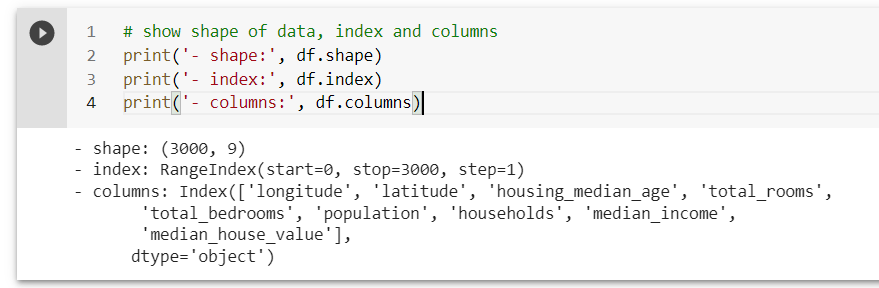 1 # show shape of data, index and columns
2 print('- shape:', df.shape)
3 print('- index:', df.index)
4 print('- columns:', df.columns)
- shape: (3000, 9)
- index: RangeIndex(start=0, stop=3000, step=1)
- columns: Index(['longitude', 'latitude', 'housing_median_age', 'total_rooms',
'total_bedrooms', 'population', 'households', 'median_income',
'median_house_value'],
dtype='object')